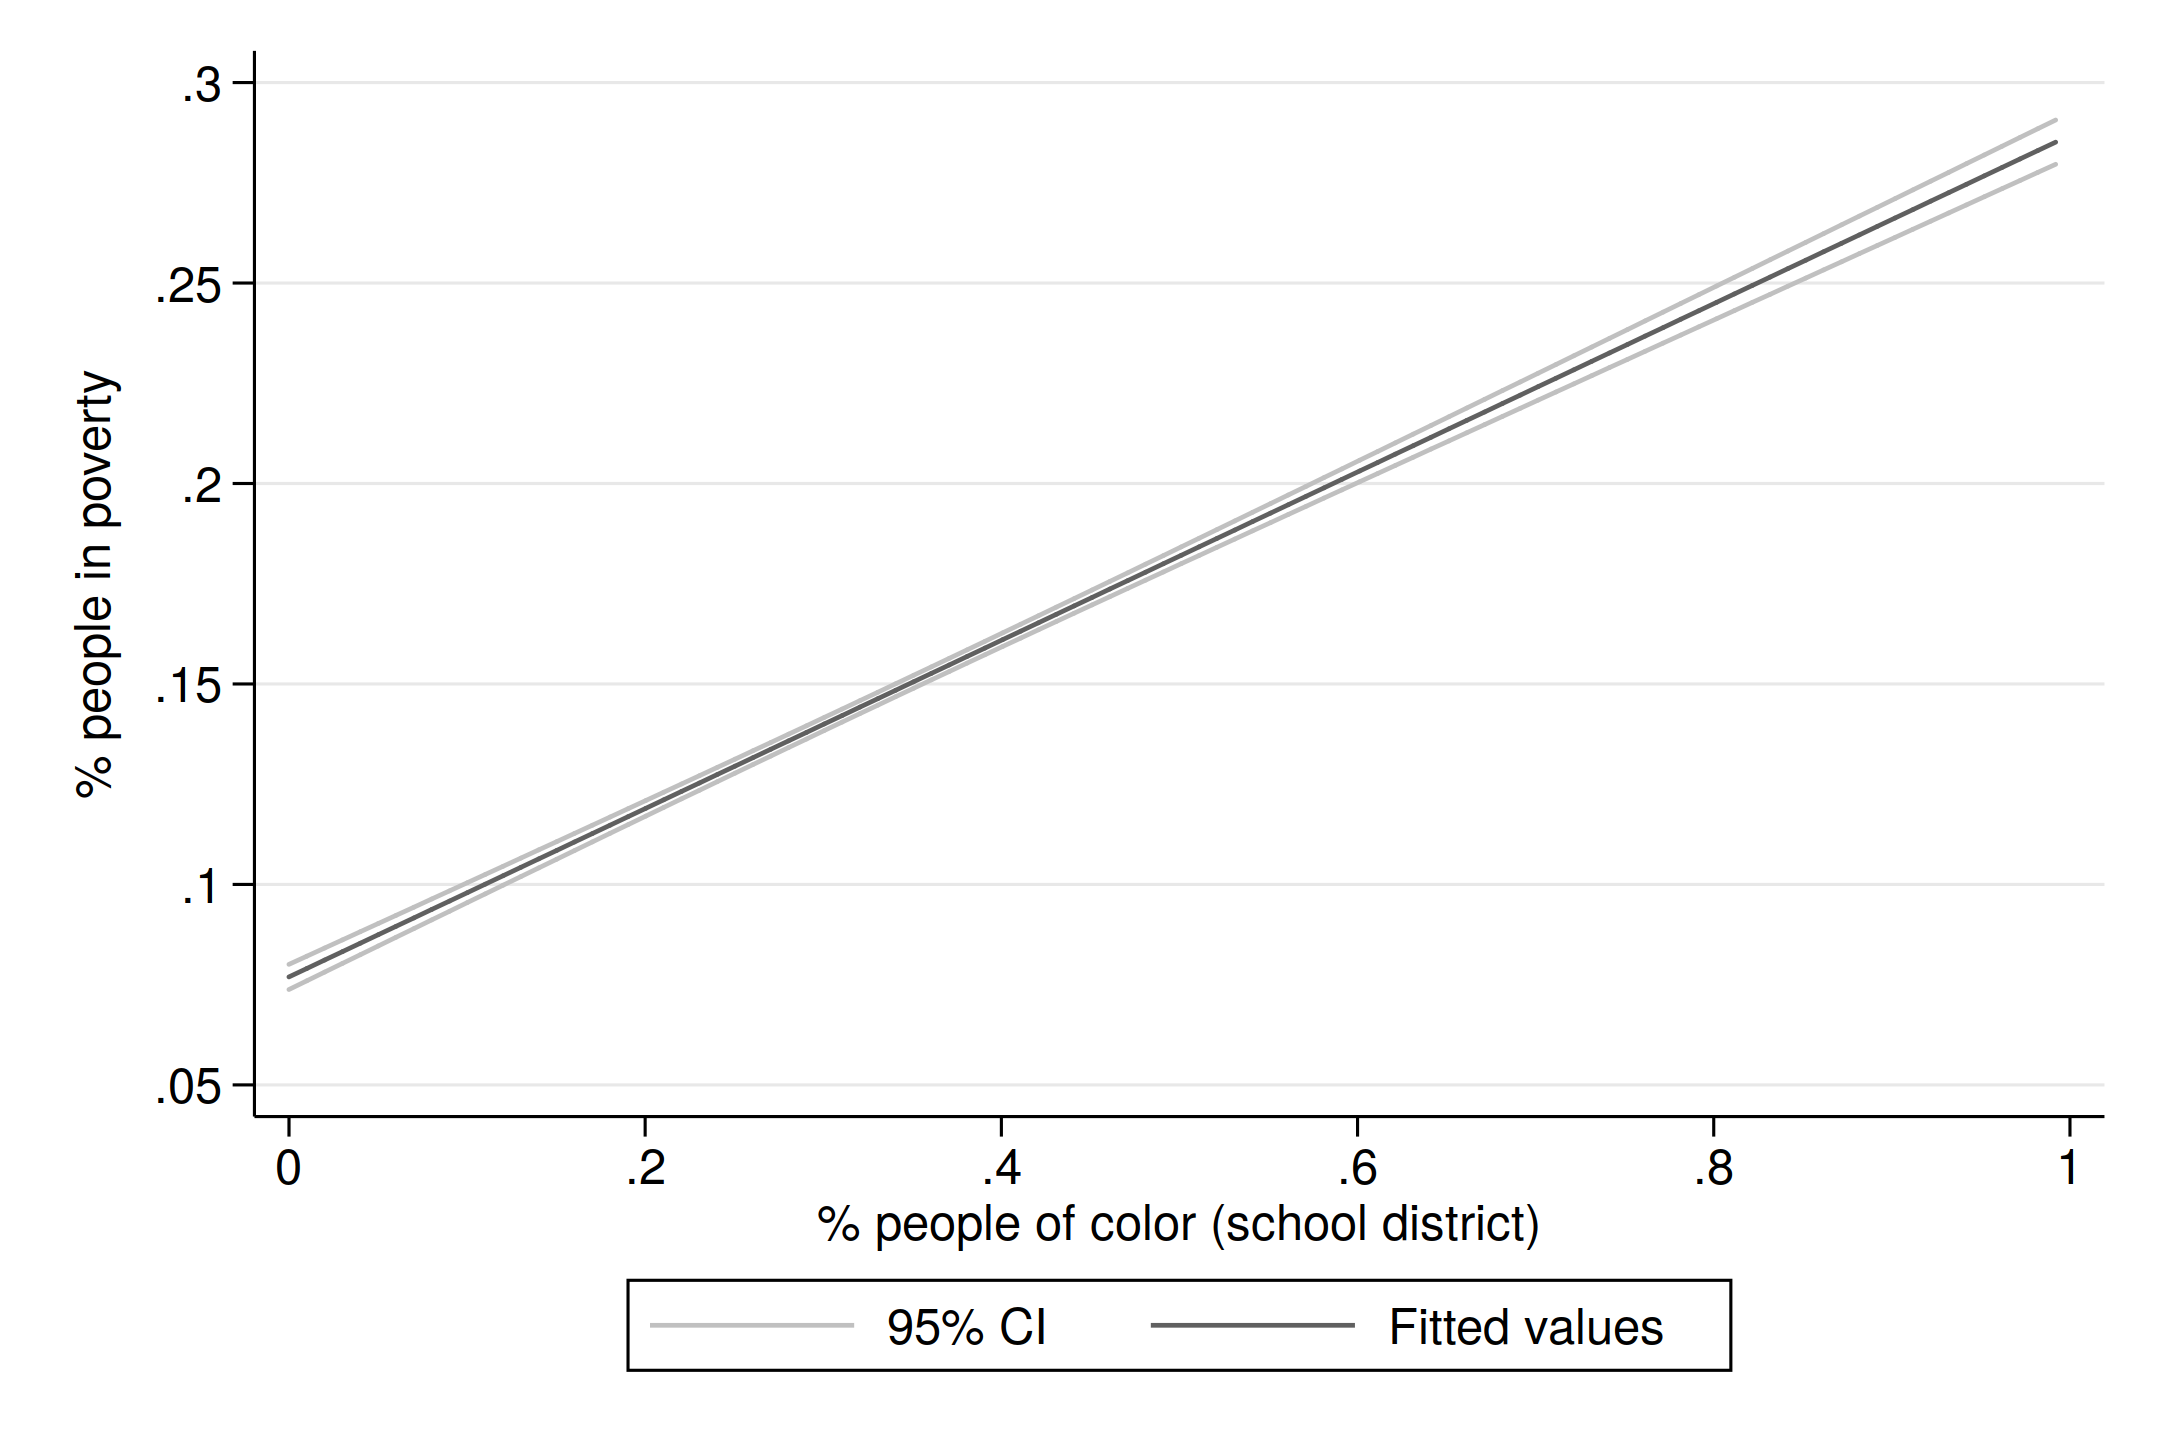 .3
.25
.2
.15
.1
.05
% people in poverty
0 .2 .4 .6 .8 1
% people of color (school district)
95% CI Fitted values